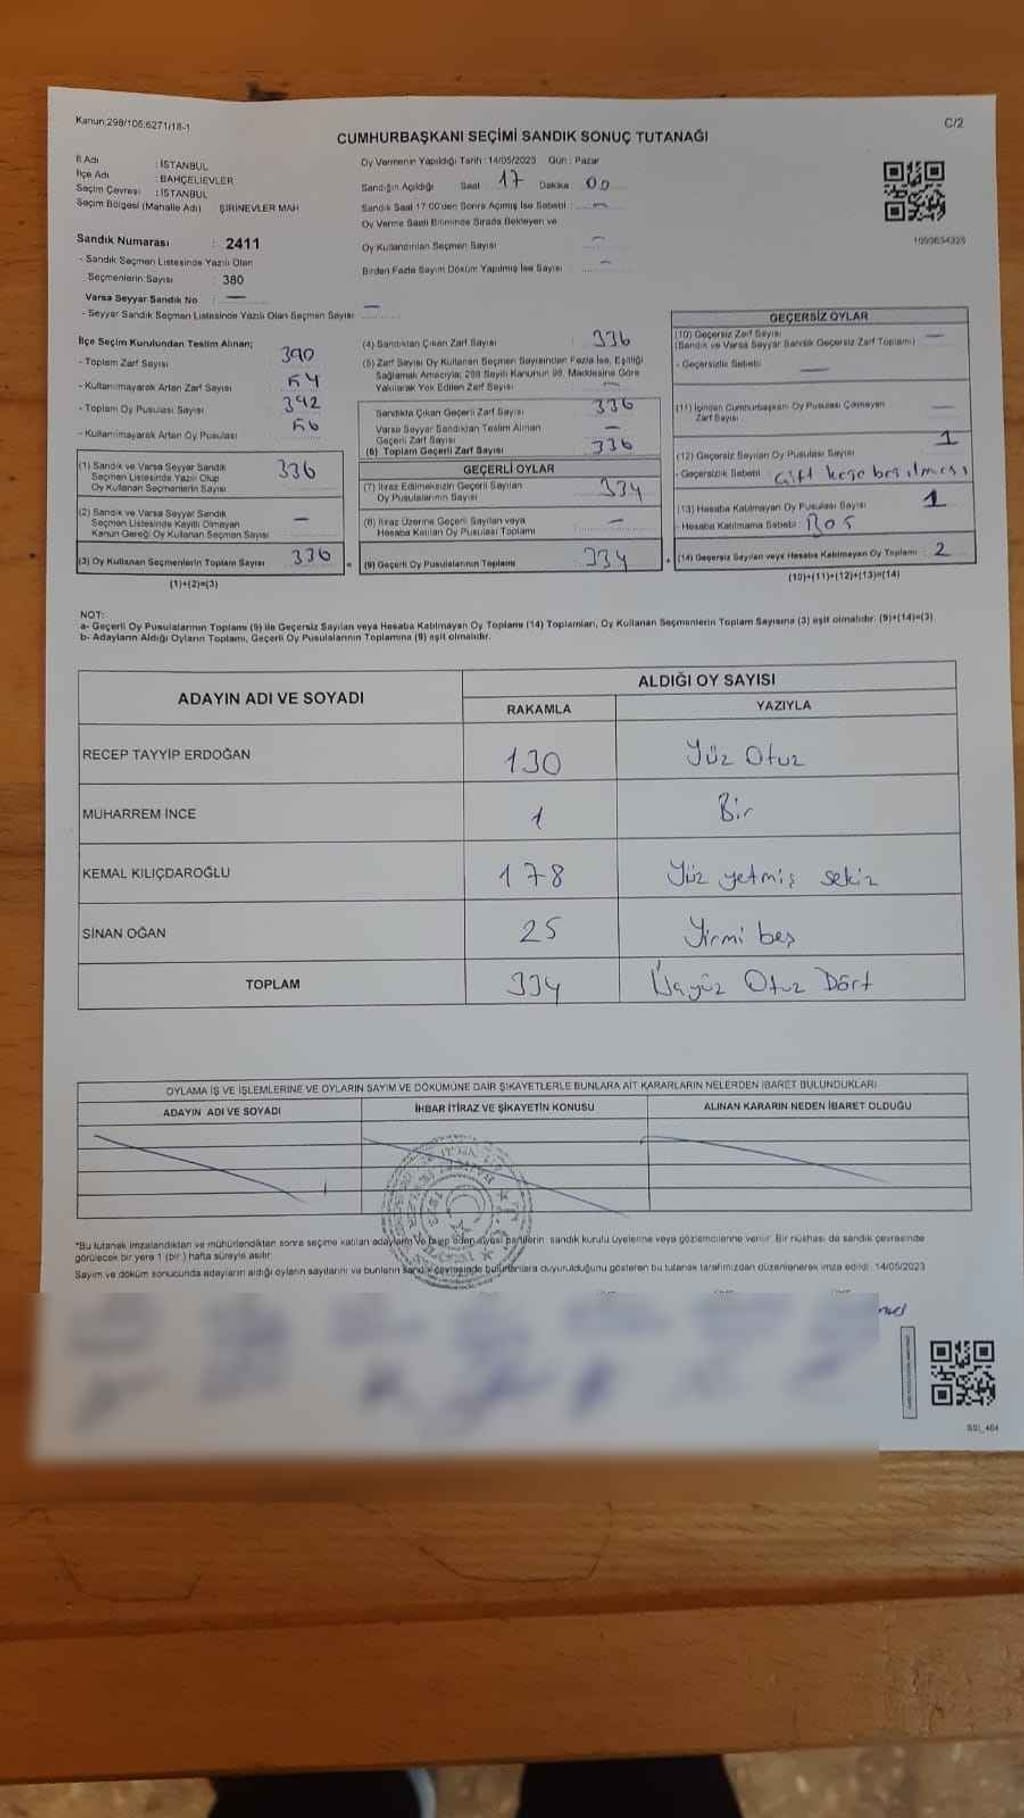 Kanun:298/105;6271/18-1
C/2
CUMHURBAŞKANI SEÇİMİ SANDIK SONUÇ TUTANAĞI
İl Adı : İSTANBUL
İlçe Adı : BAHÇELİEVLER
Seçim Çevresi : İSTANBUL
Seçim Bölgesi (Mahalle Adı) ŞİRİNEVLER MAH
Sandık Numarası : 2411
- Sandık Seçmen Listesinde Yazılı Olan
Seçmenlerin Sayısı : 380
Varsa Seyyar Sandık No : —
- Seyyar Sandık Seçmen Listesinde Yazılı Olan Seçmen Sayısı —
Oy Vermenin Yapıldığı Tarih : 14/05/2023 Gün : Pazar
Sandığın Açıldığı Saat 17 Dakika 00
Sandık Saat 17:00'den Sonra Açılmış İse Sebebi : —
Oy Verme Saati Bitiminde Sırada Bekleyen ve
Oy Kullandırılan Seçmen Sayısı —
Birden Fazla Sayım Döküm Yapılmış İse Sayısı —
1093634328
İlçe Seçim Kurulundan Teslim Alınan;
- Toplam Zarf Sayısı 390
- Kullanılmayarak Artan Zarf Sayısı 54
- Toplam Oy Pusulası Sayısı 392
- Kullanılmayarak Artan Oy Pusulası 56
(1) Sandık ve Varsa Seyyar Sandık
Seçmen Listesinde Yazılı Olup
Oy Kullanan Seçmenlerin Sayısı 336
(2) Sandık ve Varsa Seyyar Sandık
Seçmen Listesinde Kayıtlı Olmayan
Kanun Gereği Oy Kullanan Seçmen Sayısı —
(3) Oy Kullanan Seçmenlerin Toplam Sayısı 336
(1)+(2)=(3)
(4) Sandıktan Çıkan Zarf Sayısı 336
(5) Zarf Sayısı Oy Kullanan Seçmen Sayısından Fazla İse, Eşitliği
Sağlamak Amacıyla; 298 Sayılı Kanunun 98. Maddesine Göre
Yakılarak Yok Edilen Zarf Sayısı —
Sandıkta Çıkan Geçerli Zarf Sayısı 336
Varsa Seyyar Sandıktan Teslim Alınan
Geçerli Zarf Sayısı —
(6) Toplam Geçerli Zarf Sayısı 336
GEÇERLİ OYLAR
(7) İtiraz Edilmeksizin Geçerli Sayılan
Oy Pusulalarının Sayısı 334
(8) İtiraz Üzerine Geçerli Sayılan veya
Hesaba Katılan Oy Pusulası Toplamı —
= (9) Geçerli Oy Pusulalarının Toplamı 334
GEÇERSİZ OYLAR
(10) Geçersiz Zarf Sayısı
(Sandık ve Varsa Seyyar Sandık Geçersiz Zarf Toplamı) —
- Geçersizlik Sebebi —
(11) İçinden Cumhurbaşkanı Oy Pusulası Çıkmayan
Zarf Sayısı —
(12) Geçersiz Sayılan Oy Pusulası Sayısı 1
- Geçersizlik Sebebi çift kaşe basılması
(13) Hesaba Katılmayan Oy Pusulası Sayısı 1
- Hesaba Katılmama Sebebi: Boş
+ (14) Geçersiz Sayılan veya Hesaba Katılmayan Oy Toplamı 2
(10)+(11)+(12)+(13)=(14)
NOT:
a- Geçerli Oy Pusulalarının Toplamı (9) ile Geçersiz Sayılan veya Hesaba Katılmayan Oy Toplamı (14) Toplamları, Oy Kullanan Seçmenlerin Toplam Sayısına (3) eşit olmalıdır. (9)+(14)=(3)
b- Adayların Aldığı Oyların Toplamı, Geçerli Oy Pusulalarının Toplamına (9) eşit olmalıdır.
ADAYIN ADI VE SOYADI
ALDIĞI OY SAYISI
RAKAMLA YAZIYLA
RECEP TAYYİP ERDOĞAN 130 Yüz Otuz
MUHARREM İNCE 1 Bir
KEMAL KILIÇDAROĞLU 178 Yüz yetmiş sekiz
SİNAN OĞAN 25 Yirmi beş
TOPLAM 334 Üçyüz Otuz Dört
OYLAMA İŞ VE İŞLEMLERİNE VE OYLARIN SAYIM VE DÖKÜMÜNE DAİR ŞİKAYETLERLE BUNLARA AİT KARARLARIN NELERDEN İBARET BULUNDUKLARI
ADAYIN ADI VE SOYADI İHBAR İTİRAZ VE ŞİKAYETİN KONUSU ALINAN KARARIN NEDEN İBARET OLDUĞU
*Bu tutanak imzalandıktan ve mühürlendikten sonra seçime katılan adayların ve talep eden siyasi partilerin; sandık kurulu üyelerine veya gözlemcilerine verilir. Bir nüshası da sandık çevresinde
görülecek bir yere 1 (bir) hafta süreyle asılır.
Sayım ve döküm sonucunda adayların aldığı oyların sayılarını ve bunların sandık çevresinde bulunanlara duyurulduğunu gösteren bu tutanak tarafımızdan düzenlenerek imza edildi. 14/05/2023
SSI_464